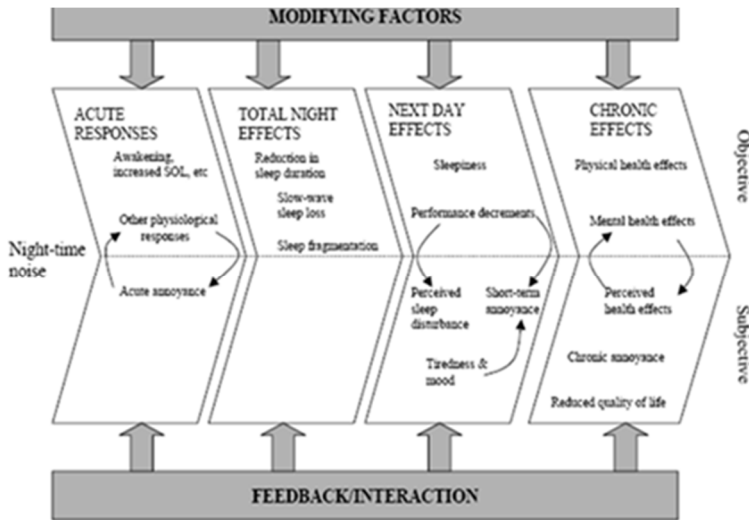 MODIFYING FACTORS
ACUTE
RESPONSES
Awakening,
increased SOL, etc
Other physiological
responses
Acute annoyance
TOTAL NIGHT
EFFECTS
Reduction in
sleep duration
Slow-wave
sleep loss
Sleep fragmentation
NEXT DAY
EFFECTS
Sleepiness
Performance decrements
Perceived
sleep
disturbance
Short-term
annoyance
Tiredness &
mood
CHRONIC
EFFECTS
Physical health effects
Mental health effects
Perceived
health effects
Chronic annoyance
Reduced quality of life
Night-time
noise
Objective
Subjective
FEEDBACK/INTERACTION